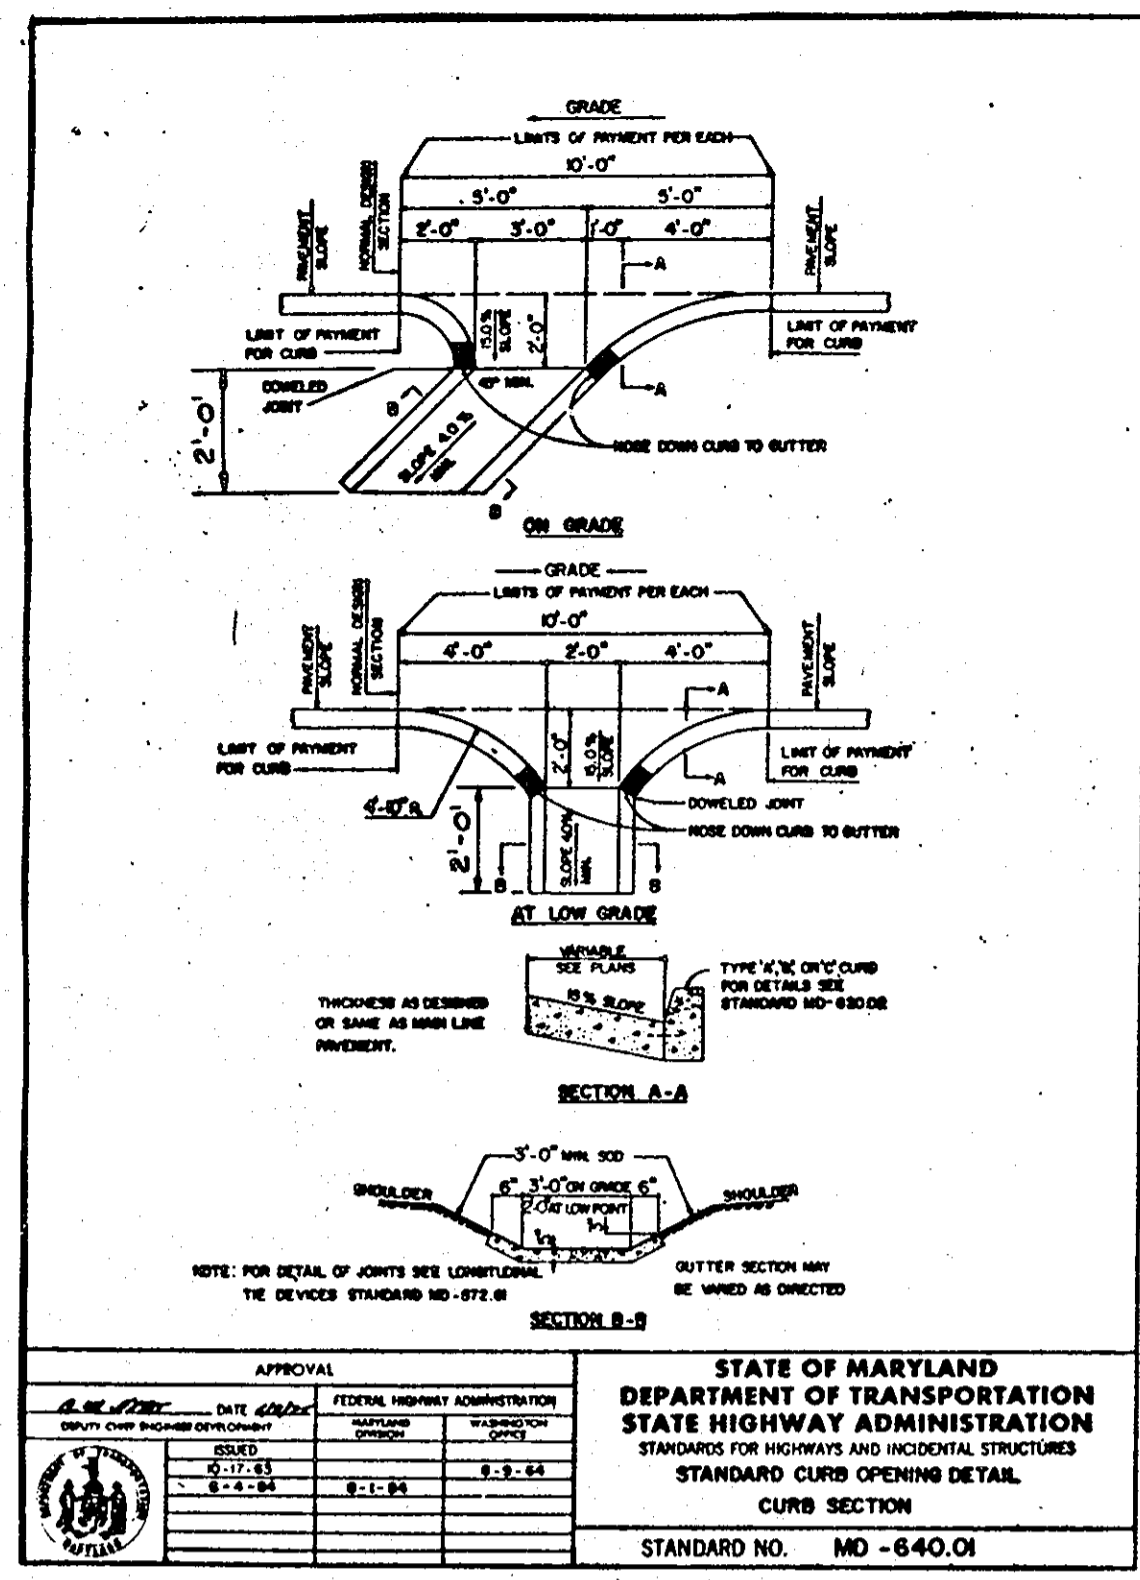 GRADE
LIMITS OF PAYMENT PER EACH
10'-0"
5'-0" 5'-0"
2'-0" 3'-0" 1'-0" 4'-0"
PAVEMENT
SLOPE
NORMAL DESIGN
SECTION
PAVEMENT
SLOPE
A
LIMIT OF PAYMENT
FOR CURB
15.0%
SLOPE
2'-0"
LIMIT OF PAYMENT
FOR CURB
DOWELED
JOINT
45° MIN.
A
B
2'-0"
SLOPE 4.0%
MIN.
NOSE DOWN CURB TO GUTTER
B
ON GRADE
GRADE
LIMITS OF PAYMENT PER EACH
10'-0"
4'-0" 2'-0" 4'-0"
PAVEMENT
SLOPE
NORMAL DESIGN
SECTION
PAVEMENT
SLOPE
A
LIMIT OF PAYMENT
FOR CURB
2'-0"
15.0%
SLOPE
LIMIT OF PAYMENT
FOR CURB
A
4'-10" R.
DOWELED JOINT
NOSE DOWN CURB TO GUTTER
2'-0"
SLOPE 4.0%
MIN.
B B
AT LOW GRADE
VARIABLE
SEE PLANS
15% SLOPE
TYPE 'A', 'B', OR 'C' CURB
FOR DETAILS SEE
STANDARD MD-620.02
THICKNESS AS DESIGNED
OR SAME AS MAIN LINE
PAVEMENT.
SECTION A-A
3'-0" MIN. SOD
SHOULDER 6" 3'-0" ON GRADE 6" SHOULDER
2'-0" AT LOW POINT
NOTE: FOR DETAIL OF JOINTS SEE LONGITUDINAL
TIE DEVICES STANDARD MD-572.61
GUTTER SECTION MAY
BE VARIED AS DIRECTED
SECTION B-B
APPROVAL
DATE
DEPUTY CHIEF ENGINEER DEVELOPMENT
FEDERAL HIGHWAY ADMINISTRATION
MARYLAND
DIVISION
WASHINGTON
OFFICE
ISSUED
10-17-63 9-9-64
6-4-84 8-1-84
DEPARTMENT OF TRANSPORTATION
MARYLAND
STATE OF MARYLAND
DEPARTMENT OF TRANSPORTATION
STATE HIGHWAY ADMINISTRATION
STANDARDS FOR HIGHWAYS AND INCIDENTAL STRUCTURES
STANDARD CURB OPENING DETAIL
CURB SECTION
STANDARD NO. MD-640.01